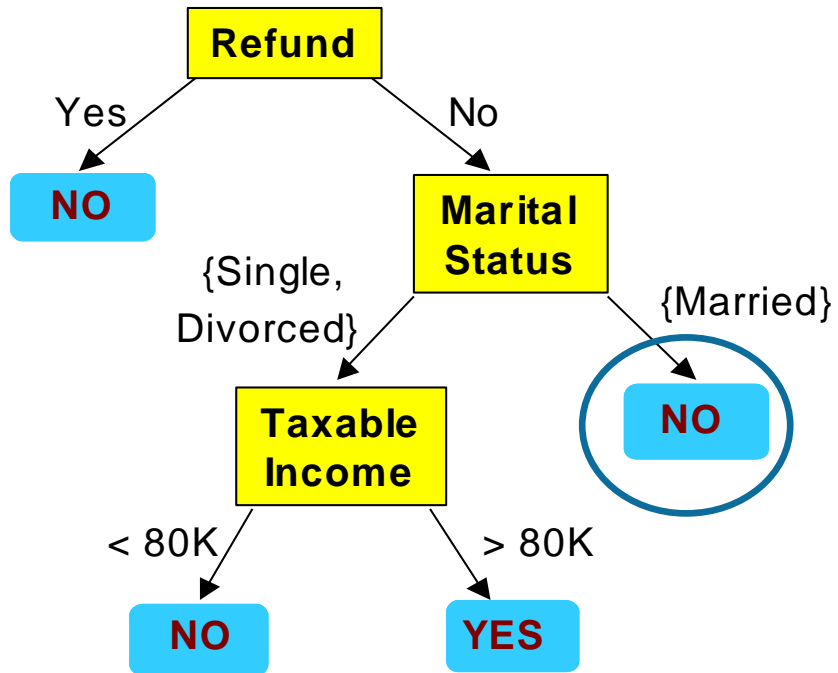 Refund
Yes
No
NO
Marital
Status
{Single,
Divorced}
{Married}
NO
Taxable
Income
< 80K
> 80K
NO
YES